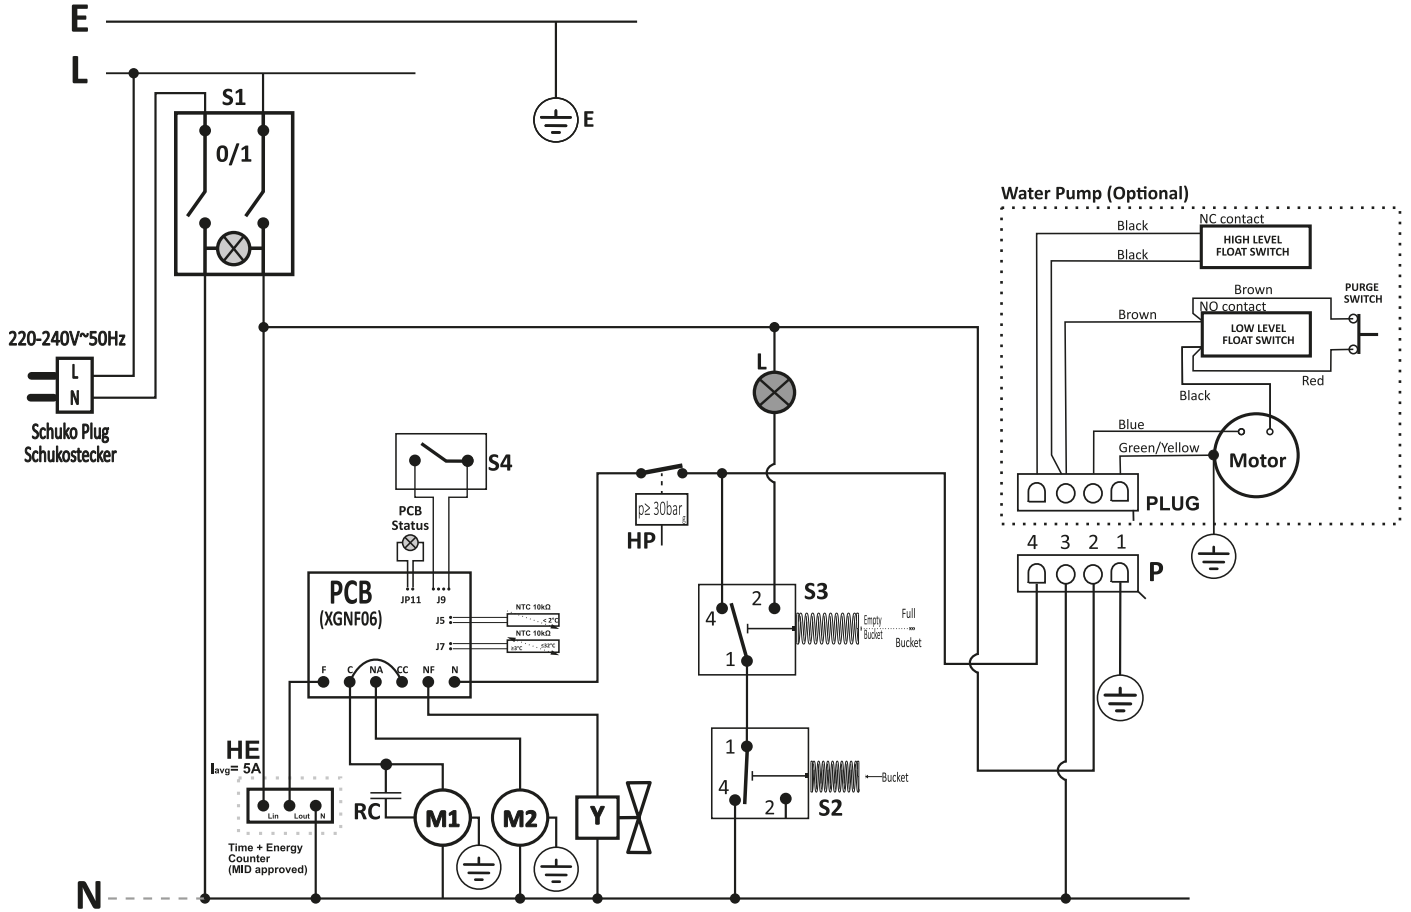 E
L
S1
0/1
E
220-240V~50Hz
L
N
Schuko Plug
Schukostecker
L
S4
PCB
Status
p≥ 30bar
HP
PCB
(XGNF06)
JP11
J9
J5
J7
NTC 10kΩ
< 2°C
NTC 10kΩ
F
C
NA
CC
NF
N
4
2
S3
1
Empty
Bucket
Full
Bucket
1
4
2
S2
Bucket
HE
Iavg= 5A
Lin
Lout
N
Time + Energy
Counter
(MID approved)
RC
M1
M2
Y
N
Water Pump (Optional)
Black
NC contact
HIGH LEVEL
FLOAT SWITCH
Black
Brown
NO contact
Brown
LOW LEVEL
FLOAT SWITCH
PURGE
SWITCH
Red
Black
Blue
Green/Yellow
Motor
PLUG
4
3
2
1
P